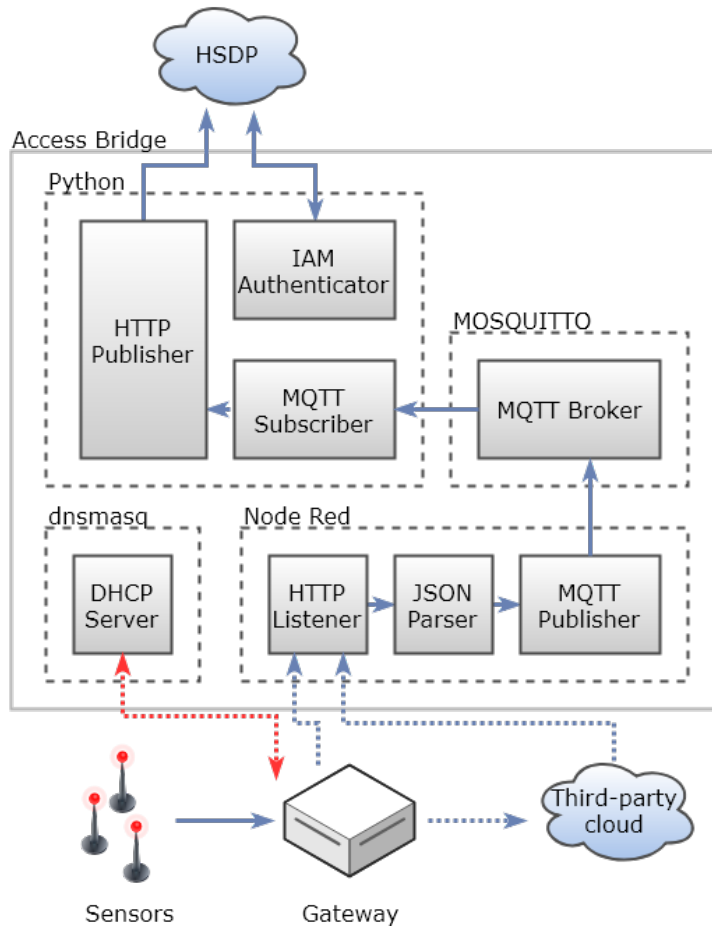 HSDP
Access Bridge
Python
IAM
Authenticator
HTTP
Publisher
MOSQUITTO
MQTT
Subscriber
MQTT Broker
dnsmasq
Node Red
DHCP
Server
HTTP
Listener
JSON
Parser
MQTT
Publisher
Third-party
cloud
Sensors
Gateway